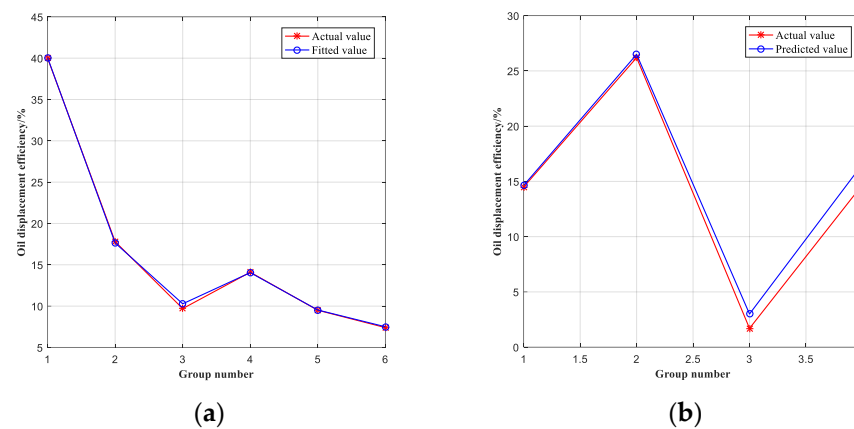 45
40
35
30
25
20
15
10
5
Oil displacement efficiency/%
Actual value
Fitted value
1 2 3 4 5 6
Group number
(a)
30
25
20
15
10
5
0
Oil displacement efficiency/%
Actual value
Predicted value
1 1.5 2 2.5 3 3.5
Group number
(b)